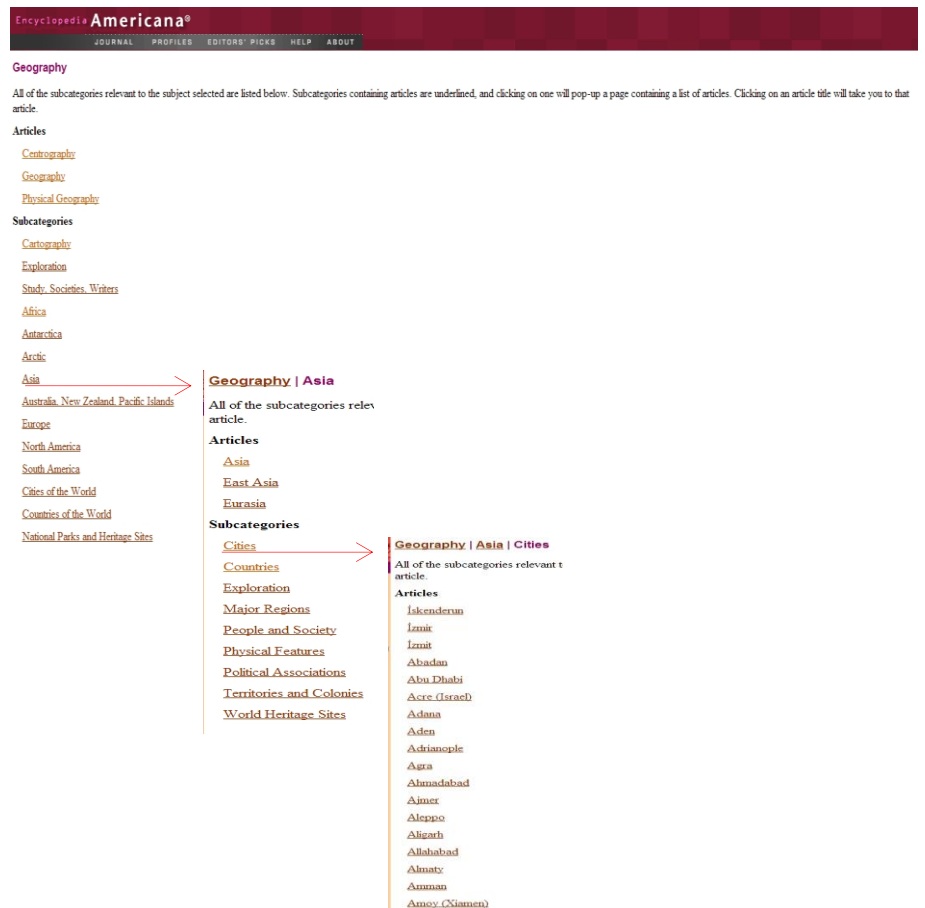 Encyclopedia Americana®
JOURNAL PROFILES EDITORS' PICKS HELP ABOUT
Geography
All of the subcategories relevant to the subject selected are listed below. Subcategories containing articles are underlined, and clicking on one will pop-up a page containing a list of articles. Clicking on an article title will take you to that
article.
Articles
Centrography
Geography
Physical Geography
Subcategories
Cartography
Exploration
Study, Societies, Writers
Africa
Antarctica
Arctic
Asia
Australia, New Zealand, Pacific Islands
Europe
North America
South America
Cities of the World
Countries of the World
National Parks and Heritage Sites
Geography | Asia
All of the subcategories relev
article.
Articles
Asia
East Asia
Eurasia
Subcategories
Cities
Countries
Exploration
Major Regions
People and Society
Physical Features
Political Associations
Territories and Colonies
World Heritage Sites
Geography | Asia | Cities
All of the subcategories relevant t
article.
Articles
İskenderun
İzmir
İzmit
Abadan
Abu Dhabi
Acre (Israel)
Adana
Aden
Adrianople
Agra
Ahmadabad
Ajmer
Aleppo
Aligarh
Allahabad
Almaty
Amman
Amoy (Xiamen)